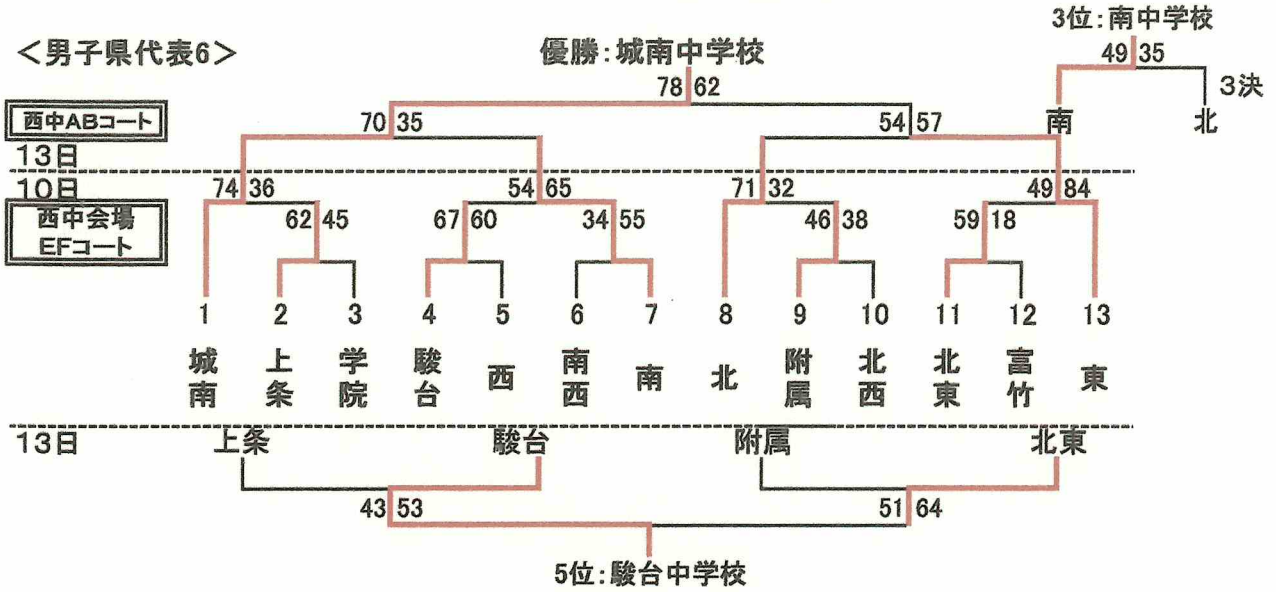 3位:南中学校
<男子県代表6>
優勝:城南中学校
49 35
78 62
3決
西中ABコート
70 35
54 57
南
北
13日
10日
74 36
54 65
71 32
49 84
西中会場
EFコート
62 45
67 60
34 55
46 38
59 18
1 2 3 4 5 6 7 8 9 10 11 12 13
城南
上条
学院
駿台
西
南西
南
北
附属
北西
北東
富竹
東
13日
上条
駿台
附属
北東
43 53
51 64
5位:駿台中学校